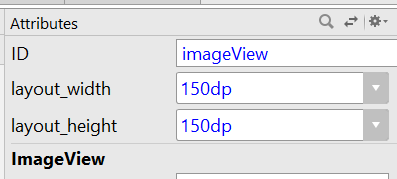 Attributes
ID imageView
layout_width 150dp
layout_height 150dp
ImageView